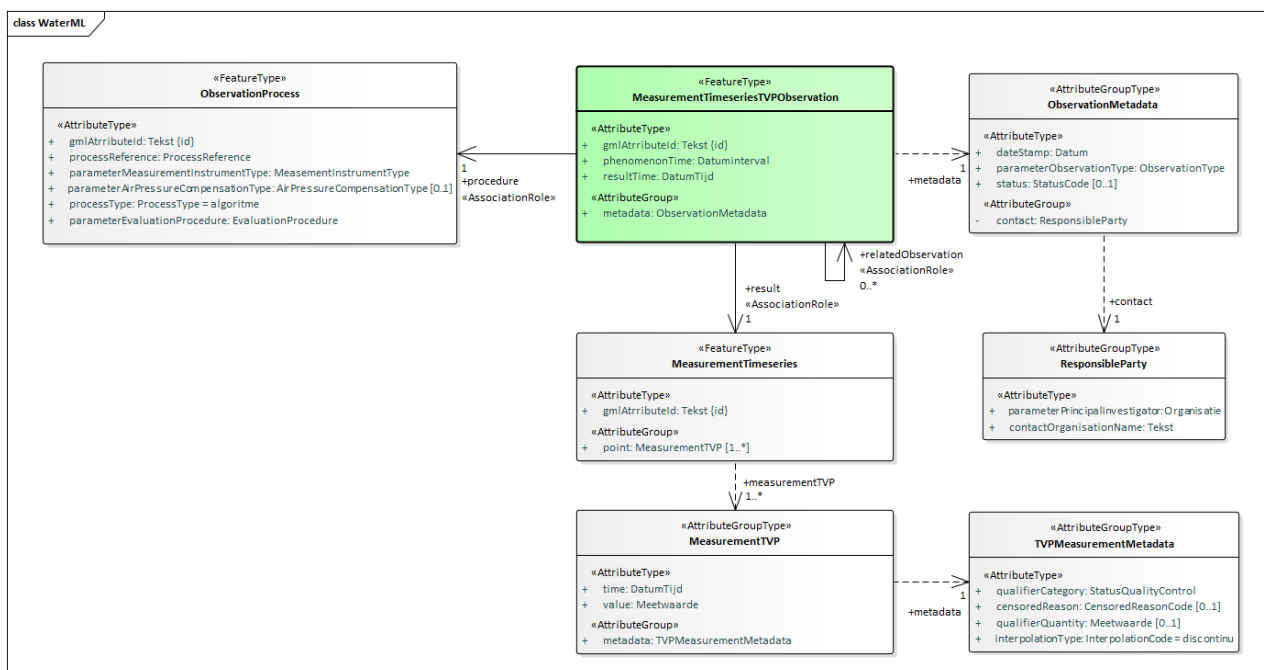 class WaterML
«FeatureType»
ObservationProcess
«AttributeType»
+ gmlAtrributeId: Tekst {id}
+ processReference: ProcessReference
+ parameterMeasurementInstrumentType: MeasementInstrumentType
+ parameterAirPressureCompensationType: AirPressureCompensationType [0.1]
+ processType: ProcessType = algoritme
+ parameterEvaluationProcedure: EvaluationProcedure
1
+procedure
«AssociationRole»
«FeatureType»
MeasurementTimeseriesTVPObservation
«AttributeType»
+ gmlAtrributeId: Tekst {id}
+ phenomenonTime: Datuminterval
+ resultTime: DatumTijd
«AttributeGroup»
+ metadata: ObservationMetadata
1
+metadata
«AttributeGroupType»
ObservationMetadata
«AttributeType»
+ dateStamp: Datum
+ parameterObservationType: ObservationType
+ status: StatusCode [0..1]
«AttributeGroup»
- contact: ResponsibleParty
+relatedObservation
«AssociationRole»
0..*
+result
«AssociationRole»
1
+contact
1
«FeatureType»
MeasurementTimeseries
«AttributeType»
+ gmlAtrributeId: Tekst {id}
«AttributeGroup»
+ point: MeasurementTVP [1..*]
«AttributeGroupType»
ResponsibleParty
«AttributeType»
+ parameterPrincipalInvestigator:Organisatie
+ contactOrganisationName: Tekst
+measurementTVP
1..*
«AttributeGroupType»
MeasurementTVP
«AttributeType»
+ time: DatumTijd
+ value: Meetwaarde
«AttributeGroup»
+ metadata: TVPMeasurementMetadata
1
+metadata
«AttributeGroupType»
TVPMeasurementMetadata
«AttributeType»
+ qualifierCategory: StatusQualityControl
+ censoredReason: CensoredReasonCode [0..1]
+ qualifierQuantity: Meetwaarde [0..1]
+ interpolationType: InterpolationCode = discontinu